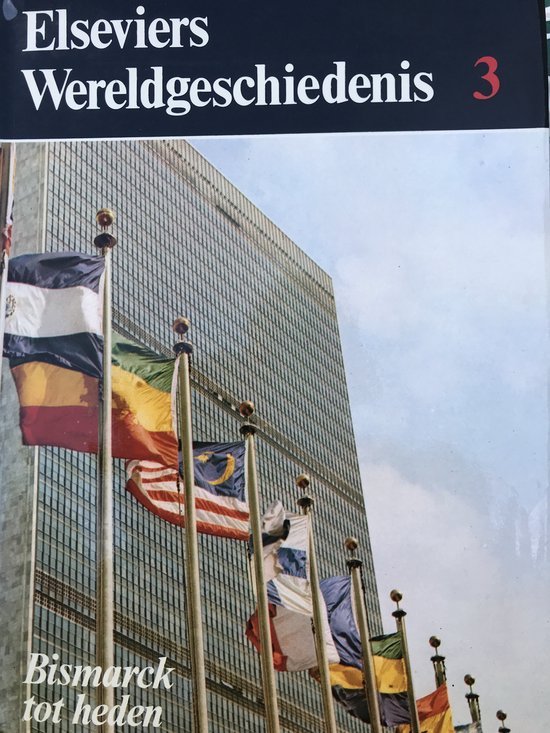 Elseviers
Wereldgeschiedenis 3
Bismarck
tot heden